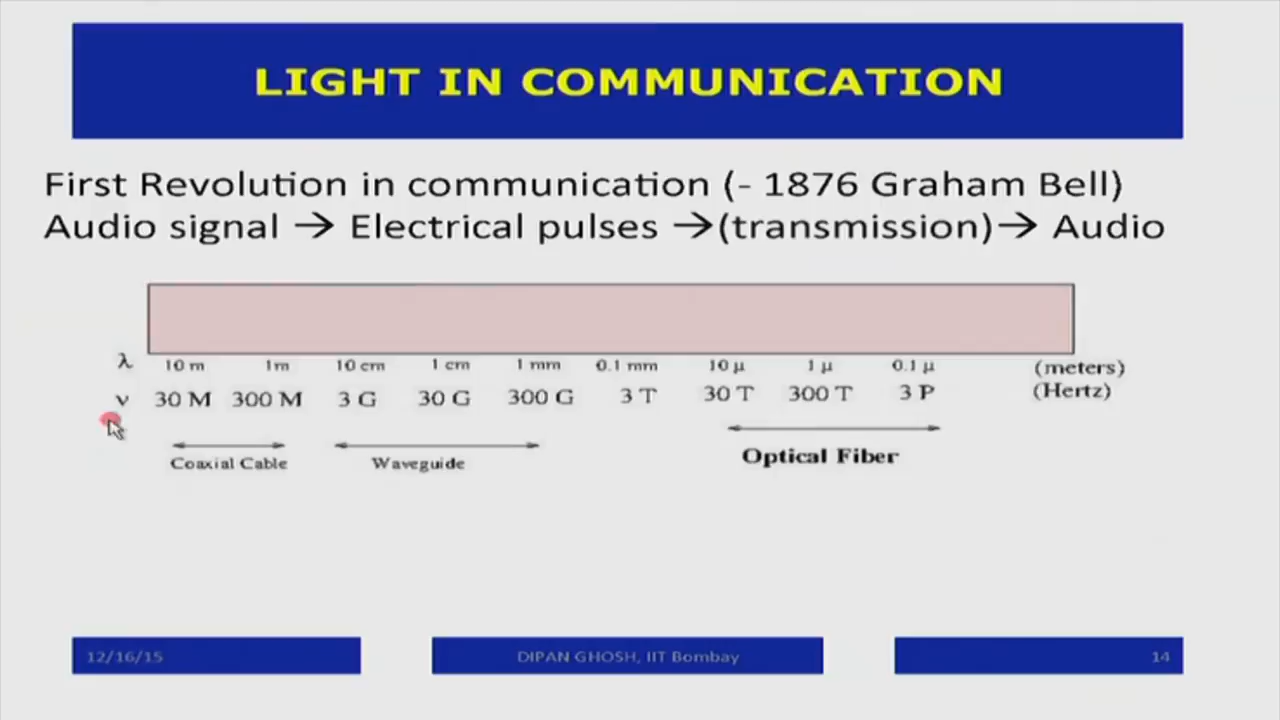 LIGHT IN COMMUNICATION
First Revolution in communication (- 1876 Graham Bell)
Audio signal → Electrical pulses →(transmission)→ Audio
λ 10 m 1m 10 cm 1 cm 1 mm 0.1 mm 10 μ 1 μ 0.1 μ (meters)
ν 30 M 300 M 3 G 30 G 300 G 3 T 30 T 300 T 3 P (Hertz)
Coaxial Cable Waveguide Optical Fiber
12/16/15 DIPAN GHOSH, IIT Bombay 14